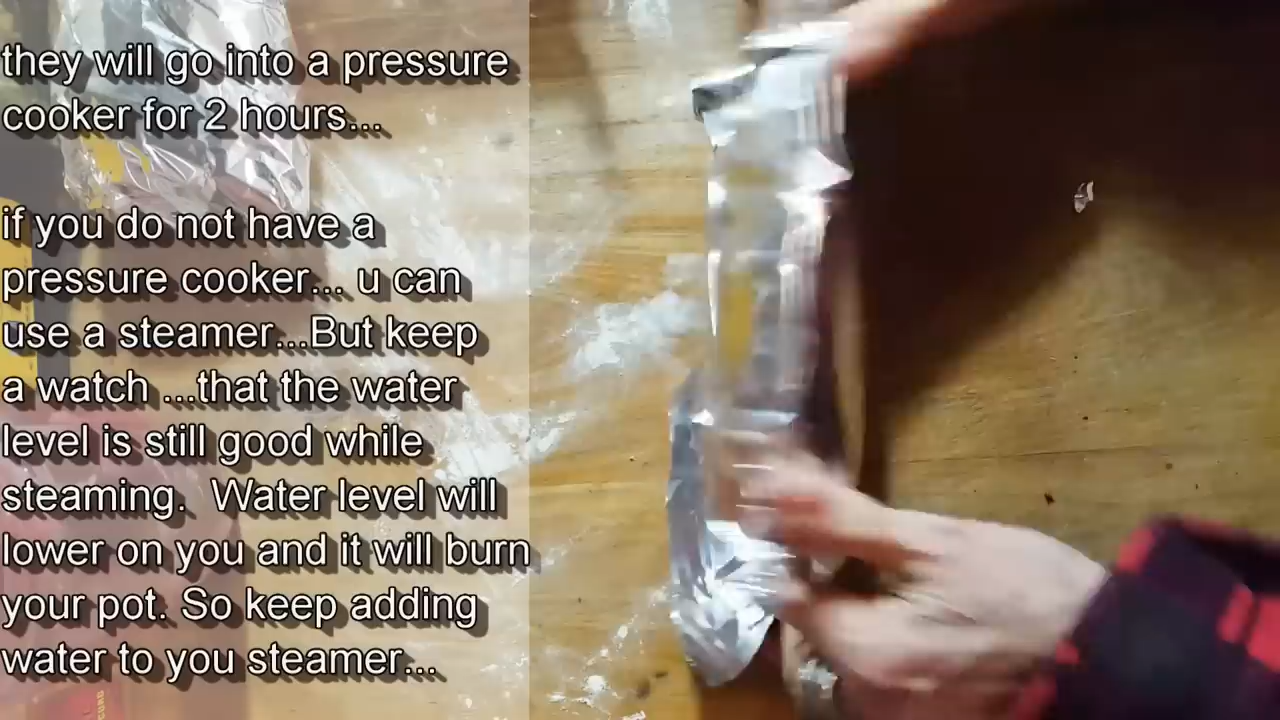 they will go into a pressure
cooker for 2 hours...
if you do not have a
pressure cooker... u can
use a steamer...But keep
a watch ...that the water
level is still good while
steaming.  Water level will
lower on you and it will burn
your pot. So keep adding
water to you steamer...